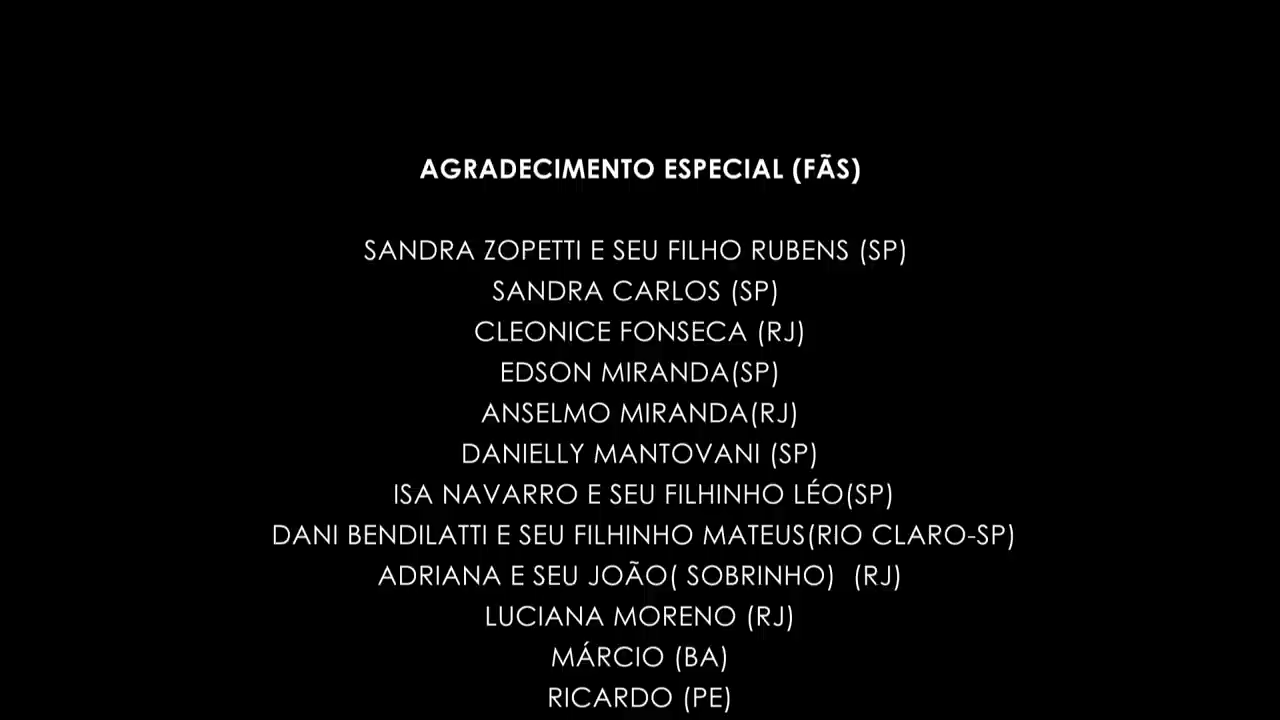 AGRADECIMENTO ESPECIAL (FÃS)
SANDRA ZOPETTI E SEU FILHO RUBENS (SP)
SANDRA CARLOS (SP)
CLEONICE FONSECA (RJ)
EDSON MIRANDA(SP)
ANSELMO MIRANDA(RJ)
DANIELLY MANTOVANI (SP)
ISA NAVARRO E SEU FILHINHO LÉO(SP)
DANI BENDILATTI E SEU FILHINHO MATEUS(RIO CLARO-SP)
ADRIANA E SEU JOÃO( SOBRINHO)  (RJ)
LUCIANA MORENO (RJ)
MÁRCIO (BA)
RICARDO (PE)